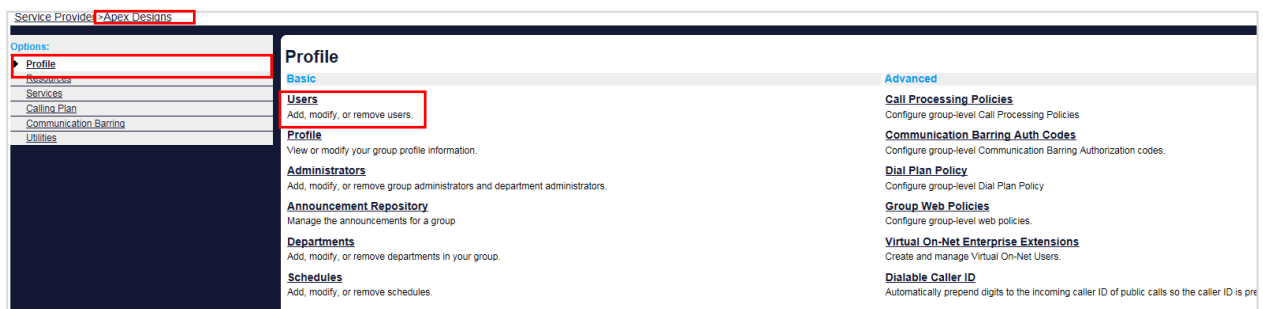 Service Provider >Apex Designs
Options:
Profile
Resources
Services
Calling Plan
Communication Barring
Utilities
Profile
Basic
Users
Add, modify, or remove users.
Profile
View or modify your group profile information.
Administrators
Add, modify, or remove group administrators and department administrators.
Announcement Repository
Manage the announcements for a group
Departments
Add, modify, or remove departments in your group.
Schedules
Add, modify, or remove schedules.
Advanced
Call Processing Policies
Configure group-level Call Processing Policies
Communication Barring Auth Codes
Configure group-level Communication Barring Authorization codes.
Dial Plan Policy
Configure group-level Dial Plan Policy
Group Web Policies
Configure group-level web policies.
Virtual On-Net Enterprise Extensions
Create and manage Virtual On-Net Users.
Dialable Caller ID
Automatically prepend digits to the incoming caller ID of public calls so the caller ID is pre